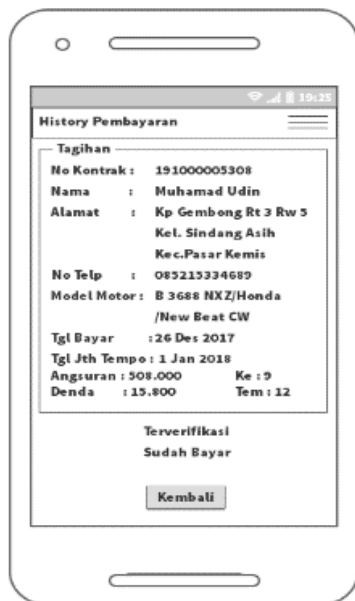 19:25
History Pembayaran
Tagihan
No Kontrak : 191000005308
Nama : Muhamad Udin
Alamat : Kp Gembong Rt 3 Rw 5
Kel. Sindang Asih
Kec.Pasar Kemis
No Telp : 085215334689
Model Motor : B 3688 NXZ/Honda
/New Beat CW
Tgl Bayar : 26 Des 2017
Tgl Jth Tempo : 1 Jan 2018
Angsuran : 508.000 Ke : 9
Denda : 15.800 Tem : 12
Terverifikasi
Sudah Bayar
Kembali